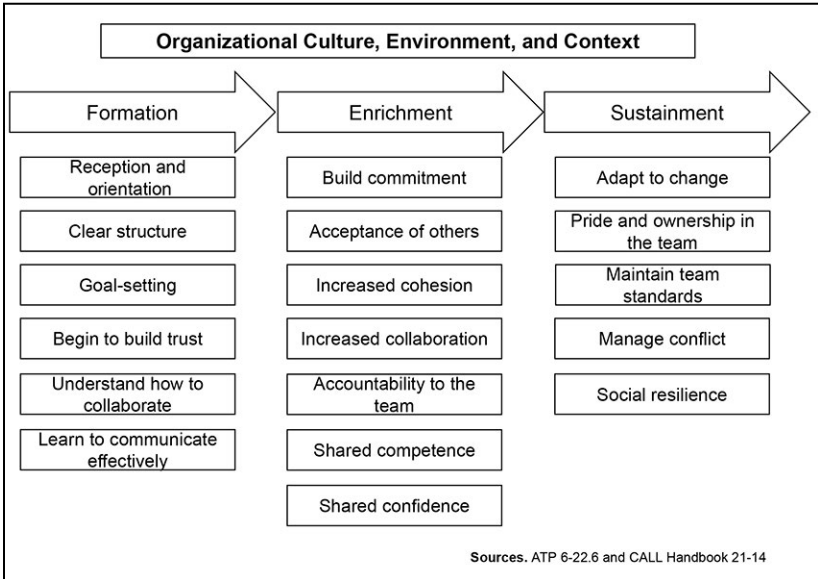 Organizational Culture, Environment, and Context
Formation
Enrichment
Sustainment
Reception and
orientation
Clear structure
Goal-setting
Begin to build trust
Understand how to
collaborate
Learn to communicate
effectively
Build commitment
Acceptance of others
Increased cohesion
Increased collaboration
Accountability to the
team
Shared competence
Shared confidence
Adapt to change
Pride and ownership in
the team
Maintain team
standards
Manage conflict
Social resilience
Sources. ATP 6-22.6 and CALL Handbook 21-14